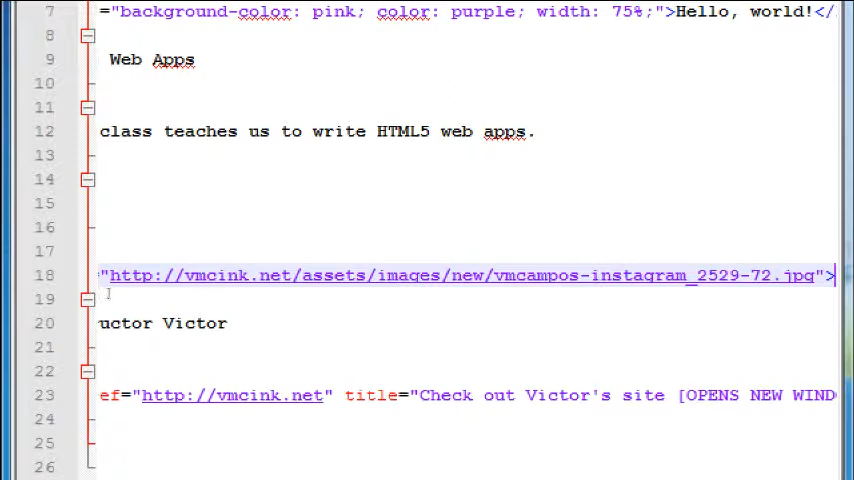 7 ="background-color: pink; color: purple; width: 75%;">Hello, world!</
8
9 Web Apps
10
11
12 class teaches us to write HTML5 web apps.
13
14
15
16
17
18 "http://vmcink.net/assets/images/new/vmcampos-instagram_2529-72.jpg">
19
20 uctor Victor
21
22
23 ef="http://vmcink.net" title="Check out Victor's site [OPENS NEW WIND
24
25
26